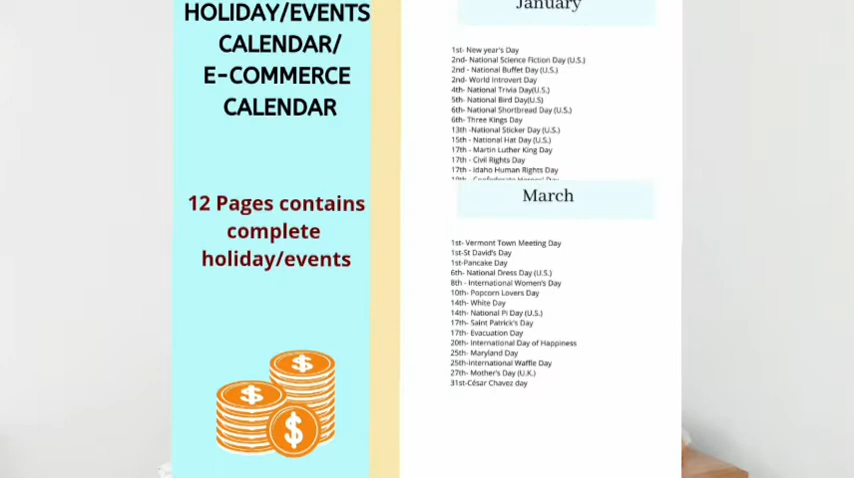 HOLIDAY/EVENTS
CALENDAR/
E-COMMERCE
CALENDAR
12 Pages contains
complete
holiday/events
January
1st- New year's Day
2nd- National Science Fiction Day (U.S.)
2nd - National Buffet Day (U.S.)
2nd- World Introvert Day
4th- National Trivia Day(U.S.)
5th- National Bird Day(U.S)
6th- National Shortbread Day (U.S.)
6th- Three Kings Day
13th -National Sticker Day (U.S.)
15th - National Hat Day (U.S.)
17th - Martin Luther King Day
17th - Civil Rights Day
17th - Idaho Human Rights Day
March
1st- Vermont Town Meeting Day
1st-St David's Day
1st-Pancake Day
6th- National Dress Day (U.S.)
8th - International Women's Day
10th- Popcorn Lovers Day
14th- White Day
14th- National Pi Day (U.S.)
17th- Saint Patrick's Day
17th- Evacuation Day
20th- International Day of Happiness
25th- Maryland Day
25th-International Waffle Day
27th- Mother's Day (U.K.)
31st-César Chavez day